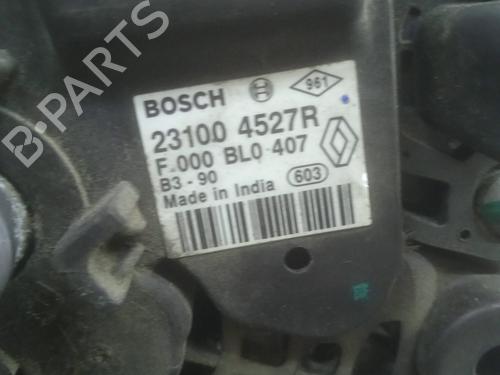 B-PARTS
BOSCH
961
23100 4527R
F 000 BL0 407
B3 - 90
Made in India
603